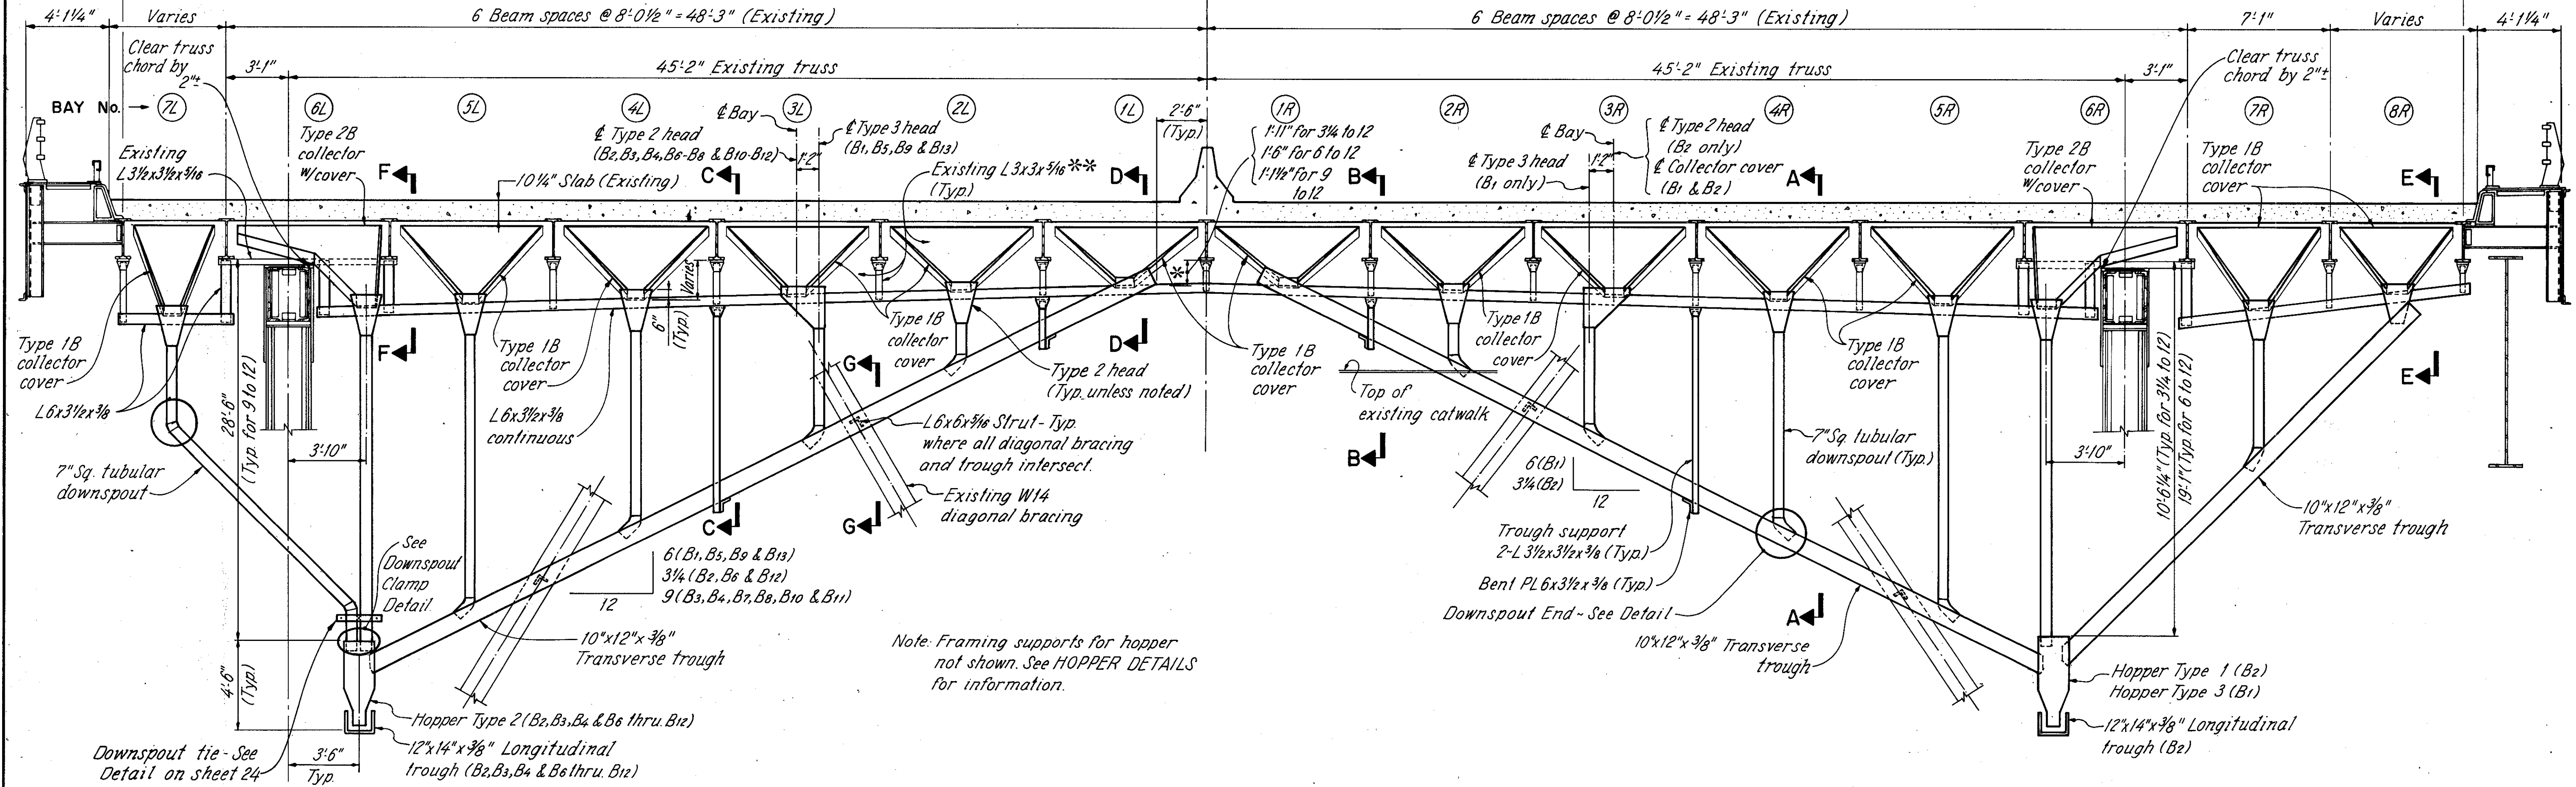 4'-1¼"
Varies
6 Beam spaces @ 8'-0½" = 48'-3" (Existing)
6 Beam spaces @ 8'-0½" = 48'-3" (Existing)
7'-1"
Varies
4'-1¼"
Clear truss
chord by
2"±
3'-1"
45'-2" Existing truss
45'-2" Existing truss
3'-1"
Clear truss
chord by 2"±
BAY No.
7L
6L
5L
4L
3L
2L
1L
2'-6"
(Typ.)
1R
2R
3R
4R
5R
6R
7R
8R
Existing
L3½x3½x5/16
Type 2B
collector
w/cover
℄ Type 2 head
(B2,B3,B4,B6-B8 & B10-B12)
℄ Bay
1'-2"
℄ Type 3 head
(B1, B5, B9 & B13)
Existing L3x3x5/16 **
(Typ.)
10¼" Slab (Existing)
1'-11" for 3¼ to 12
1'-6" for 6 to 12
1'-1½" for 9
to 12
℄ Bay
℄ Type 3 head
(B1 only)
1'-2"
℄ Type 2 head
(B2 only)
℄ Collector cover
(B1 & B2)
Type 2B
collector
w/cover
Type 1B
collector
cover
F
C
D
B
A
E
Varies
6"
(Typ.)
*
Type 1B
collector
cover
L6x3½x3/8
28'-6"
(Typ. for 9 to 12)
F
3'-10"
Type 1B
collector
cover
L6x3½x3/8
continuous
Type 1B
collector
cover
G
Type 2 head
(Typ. unless noted)
D
Type 1B
collector
cover
Top of
existing catwalk
Type 1B
collector
cover
Type 1B
collector
cover
E
7" Sq. tubular
downspout
L6x6x5/16 Strut-Typ.
where all diagonal bracing
and trough intersect.
Existing W14
diagonal bracing
C
G
B
6(B1)
3¼(B2)
12
7" Sq. tubular
downspout (Typ.)
3'-10"
10'-6¼" (Typ. for 3¼ to 12)
19'-1" (Typ. for 6 to 12)
10"x12"x3/8"
Transverse trough
See
Downspout
Clamp
Detail.
6(B1, B5, B9 & B13)
3¼(B2, B6 & B12)
9(B3, B4, B7, B8, B10 & B11)
12
Trough support
2-L3½x3½x3/8 (Typ.)
Bent PL6x3½x3/8 (Typ.)
Downspout End-See Detail
A
10"x12"x3/8"
Transverse trough
Note: Framing supports for hopper
not shown. See HOPPER DETAILS
for information.
10"x12"x3/8" Transverse
trough
4'-6"
(Typ.)
Hopper Type 2 (B2,B3,B4 & B6 thru. B12)
12"x14"x3/8" Longitudinal
trough (B2,B3,B4 & B6 thru. B12)
Downspout tie-See
Detail on sheet 24
3'-6"
Typ.
Hopper Type 1 (B2)
Hopper Type 3 (B1)
12"x14"x3/8" Longitudinal
trough (B2)